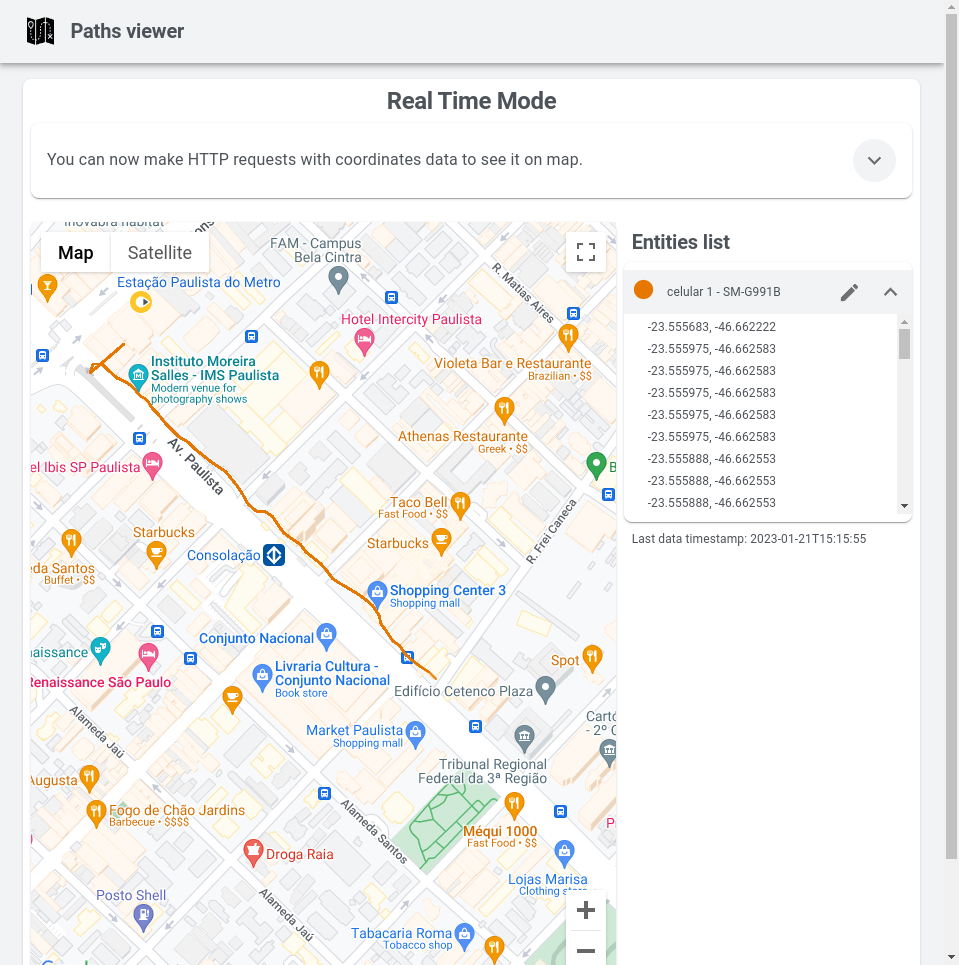 Paths viewer
Real Time Mode
You can now make HTTP requests with coordinates data to see it on map.
Inovabra habitat
Map
Satellite
FAM - Campus
Bela Cintra
R. Matias Aires
Estação Paulista do Metro
Hotel Intercity Paulista
Violeta Bar e Restaurante
Brazilian • $$
Instituto Moreira
Salles - IMS Paulista
Modern venue for
photography shows
Athenas Restaurante
Greek • $$
Av. Paulista
el Ibis SP Paulista
B
Taco Bell
Fast Food • $$
R. Frei Caneca
Starbucks
Starbucks
Consolação
eda Santos
Buffet • $$
Shopping Center 3
Shopping mall
Conjunto Nacional
naissance
Spot
Livraria Cultura -
Conjunto Nacional
Book store
Renaissance São Paulo
Edifício Cetenco Plaza
Alameda Jaú
Market Paulista
Shopping mall
Cartó
- 2º C
Tribunal Regional
Federal da 3ª Região
Augusta
Fogo de Chão Jardins
Barbecue • $$$$
Alameda Santos
Méqui 1000
Fast Food • $$
P
Droga Raia
Lojas Marisa
Clothing store
Posto Shell
Alameda Jaú
Tabacaria Roma
Tobacco shop
Entities list
celular 1 - SM-G991B
-23.555683, -46.662222
-23.555975, -46.662583
-23.555975, -46.662583
-23.555975, -46.662583
-23.555975, -46.662583
-23.555975, -46.662583
-23.555888, -46.662553
-23.555888, -46.662553
-23.555888, -46.662553
Last data timestamp: 2023-01-21T15:15:55